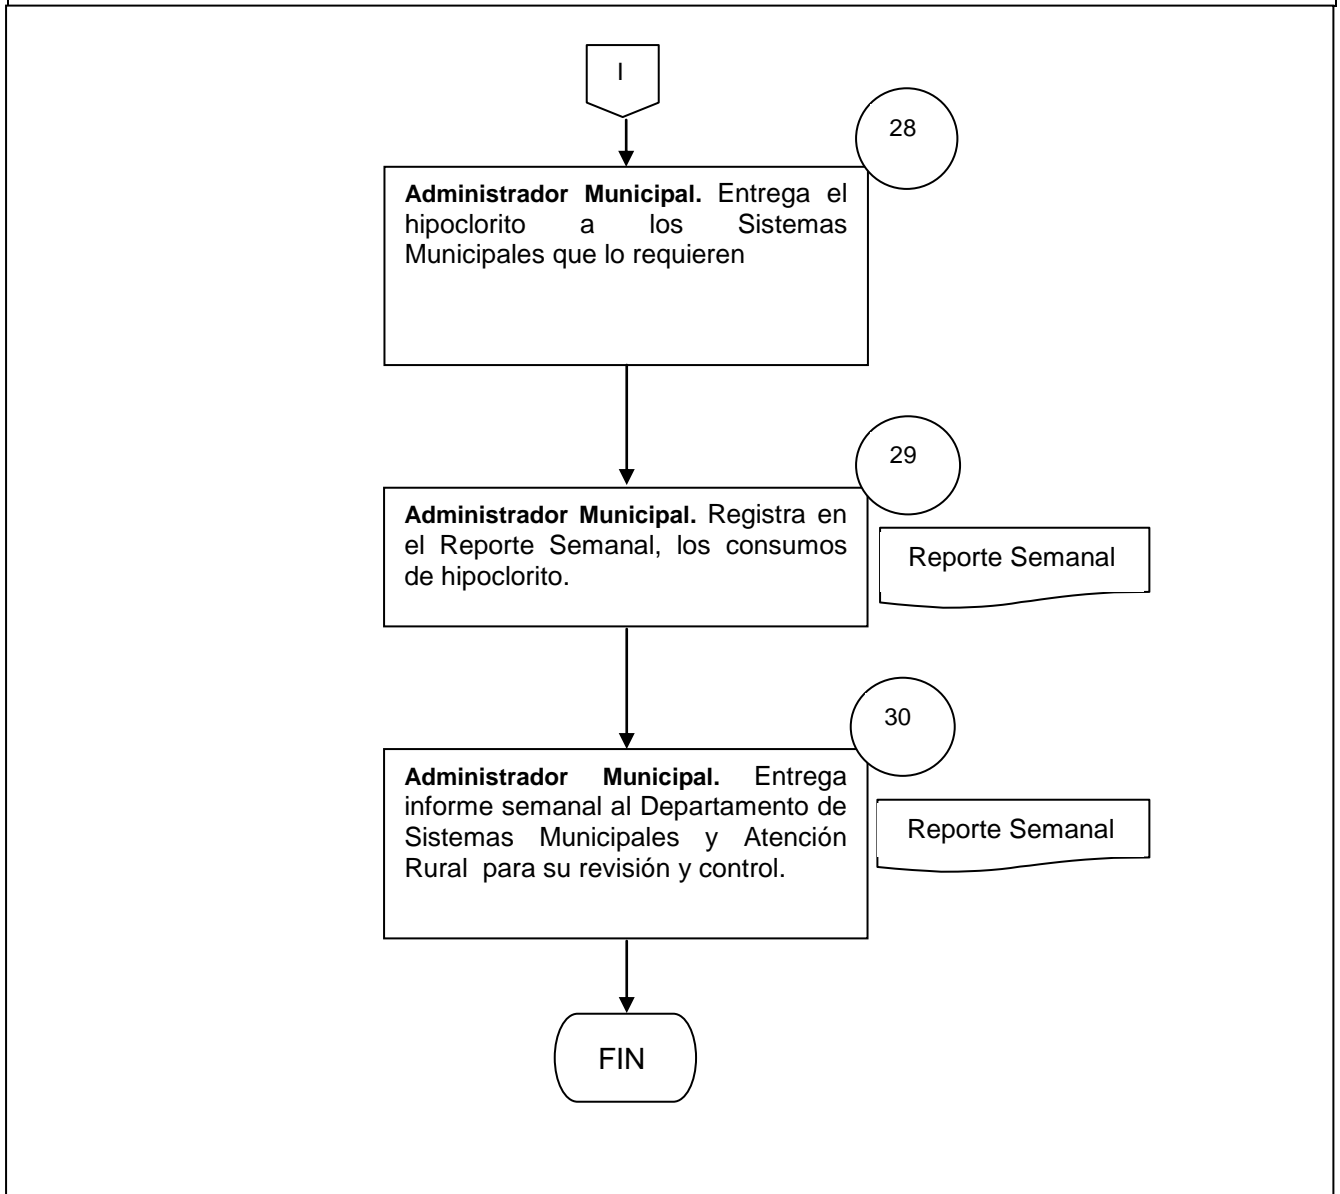 I
28
Administrador Municipal. Entrega el
hipoclorito a los Sistemas
Municipales que lo requieren
29
Administrador Municipal. Registra en
el Reporte Semanal, los consumos
de hipoclorito.
Reporte Semanal
30
Administrador Municipal. Entrega
informe semanal al Departamento de
Sistemas Municipales y Atención
Rural para su revisión y control.
Reporte Semanal
FIN